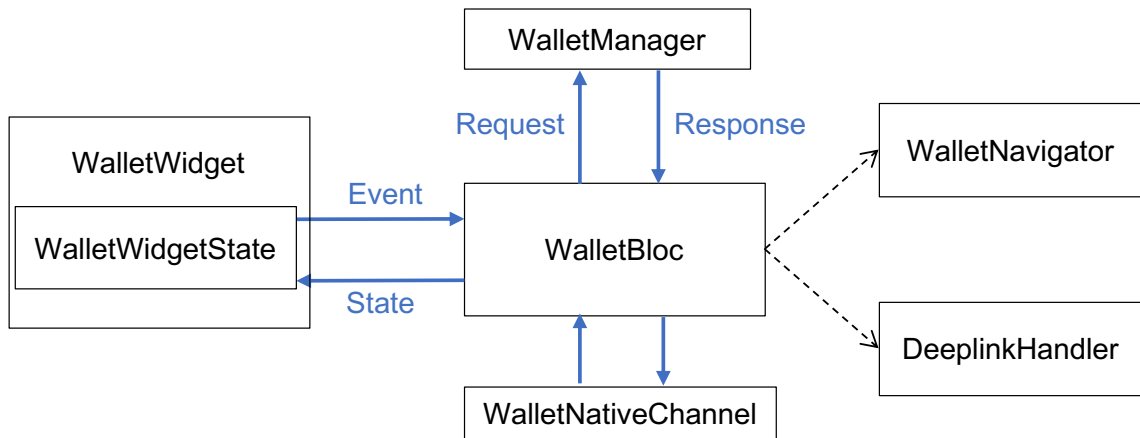 WalletManager
Request
Response
WalletWidget
WalletNavigator
Event
WalletWidgetState
WalletBloc
State
DeeplinkHandler
WalletNativeChannel